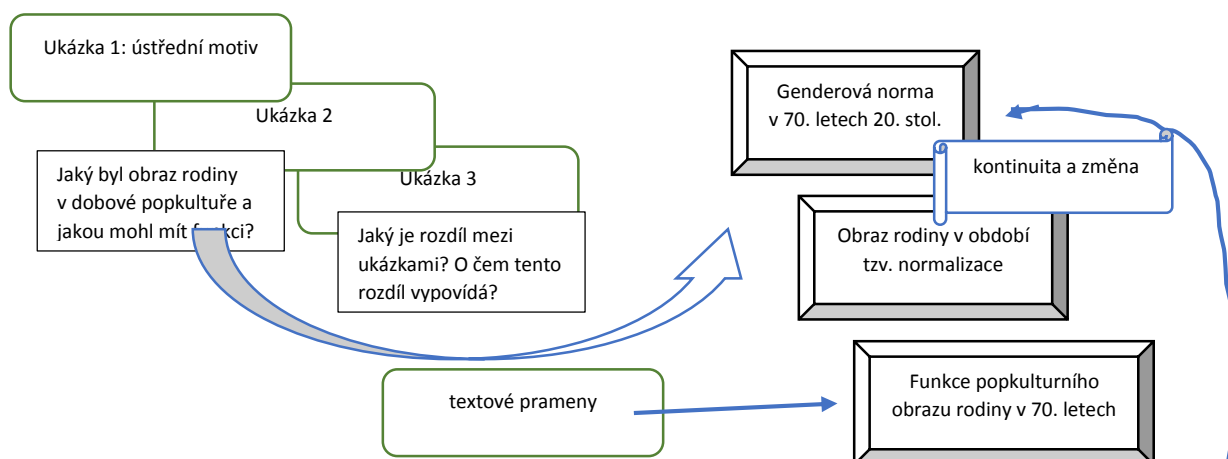 Ukázka 1: ústřední motiv
Ukázka 2
Ukázka 3
Jaký byl obraz rodiny
v dobové popkultuře a
jakou mohl mít funkci?
Jaký je rozdíl mezi
ukázkami? O čem tento
rozdíl vypovídá?
textové prameny
Genderová norma
v 70. letech 20. stol.
kontinuita a změna
Obraz rodiny v období
tzv. normalizace
Funkce popkulturního
obrazu rodiny v 70. letech